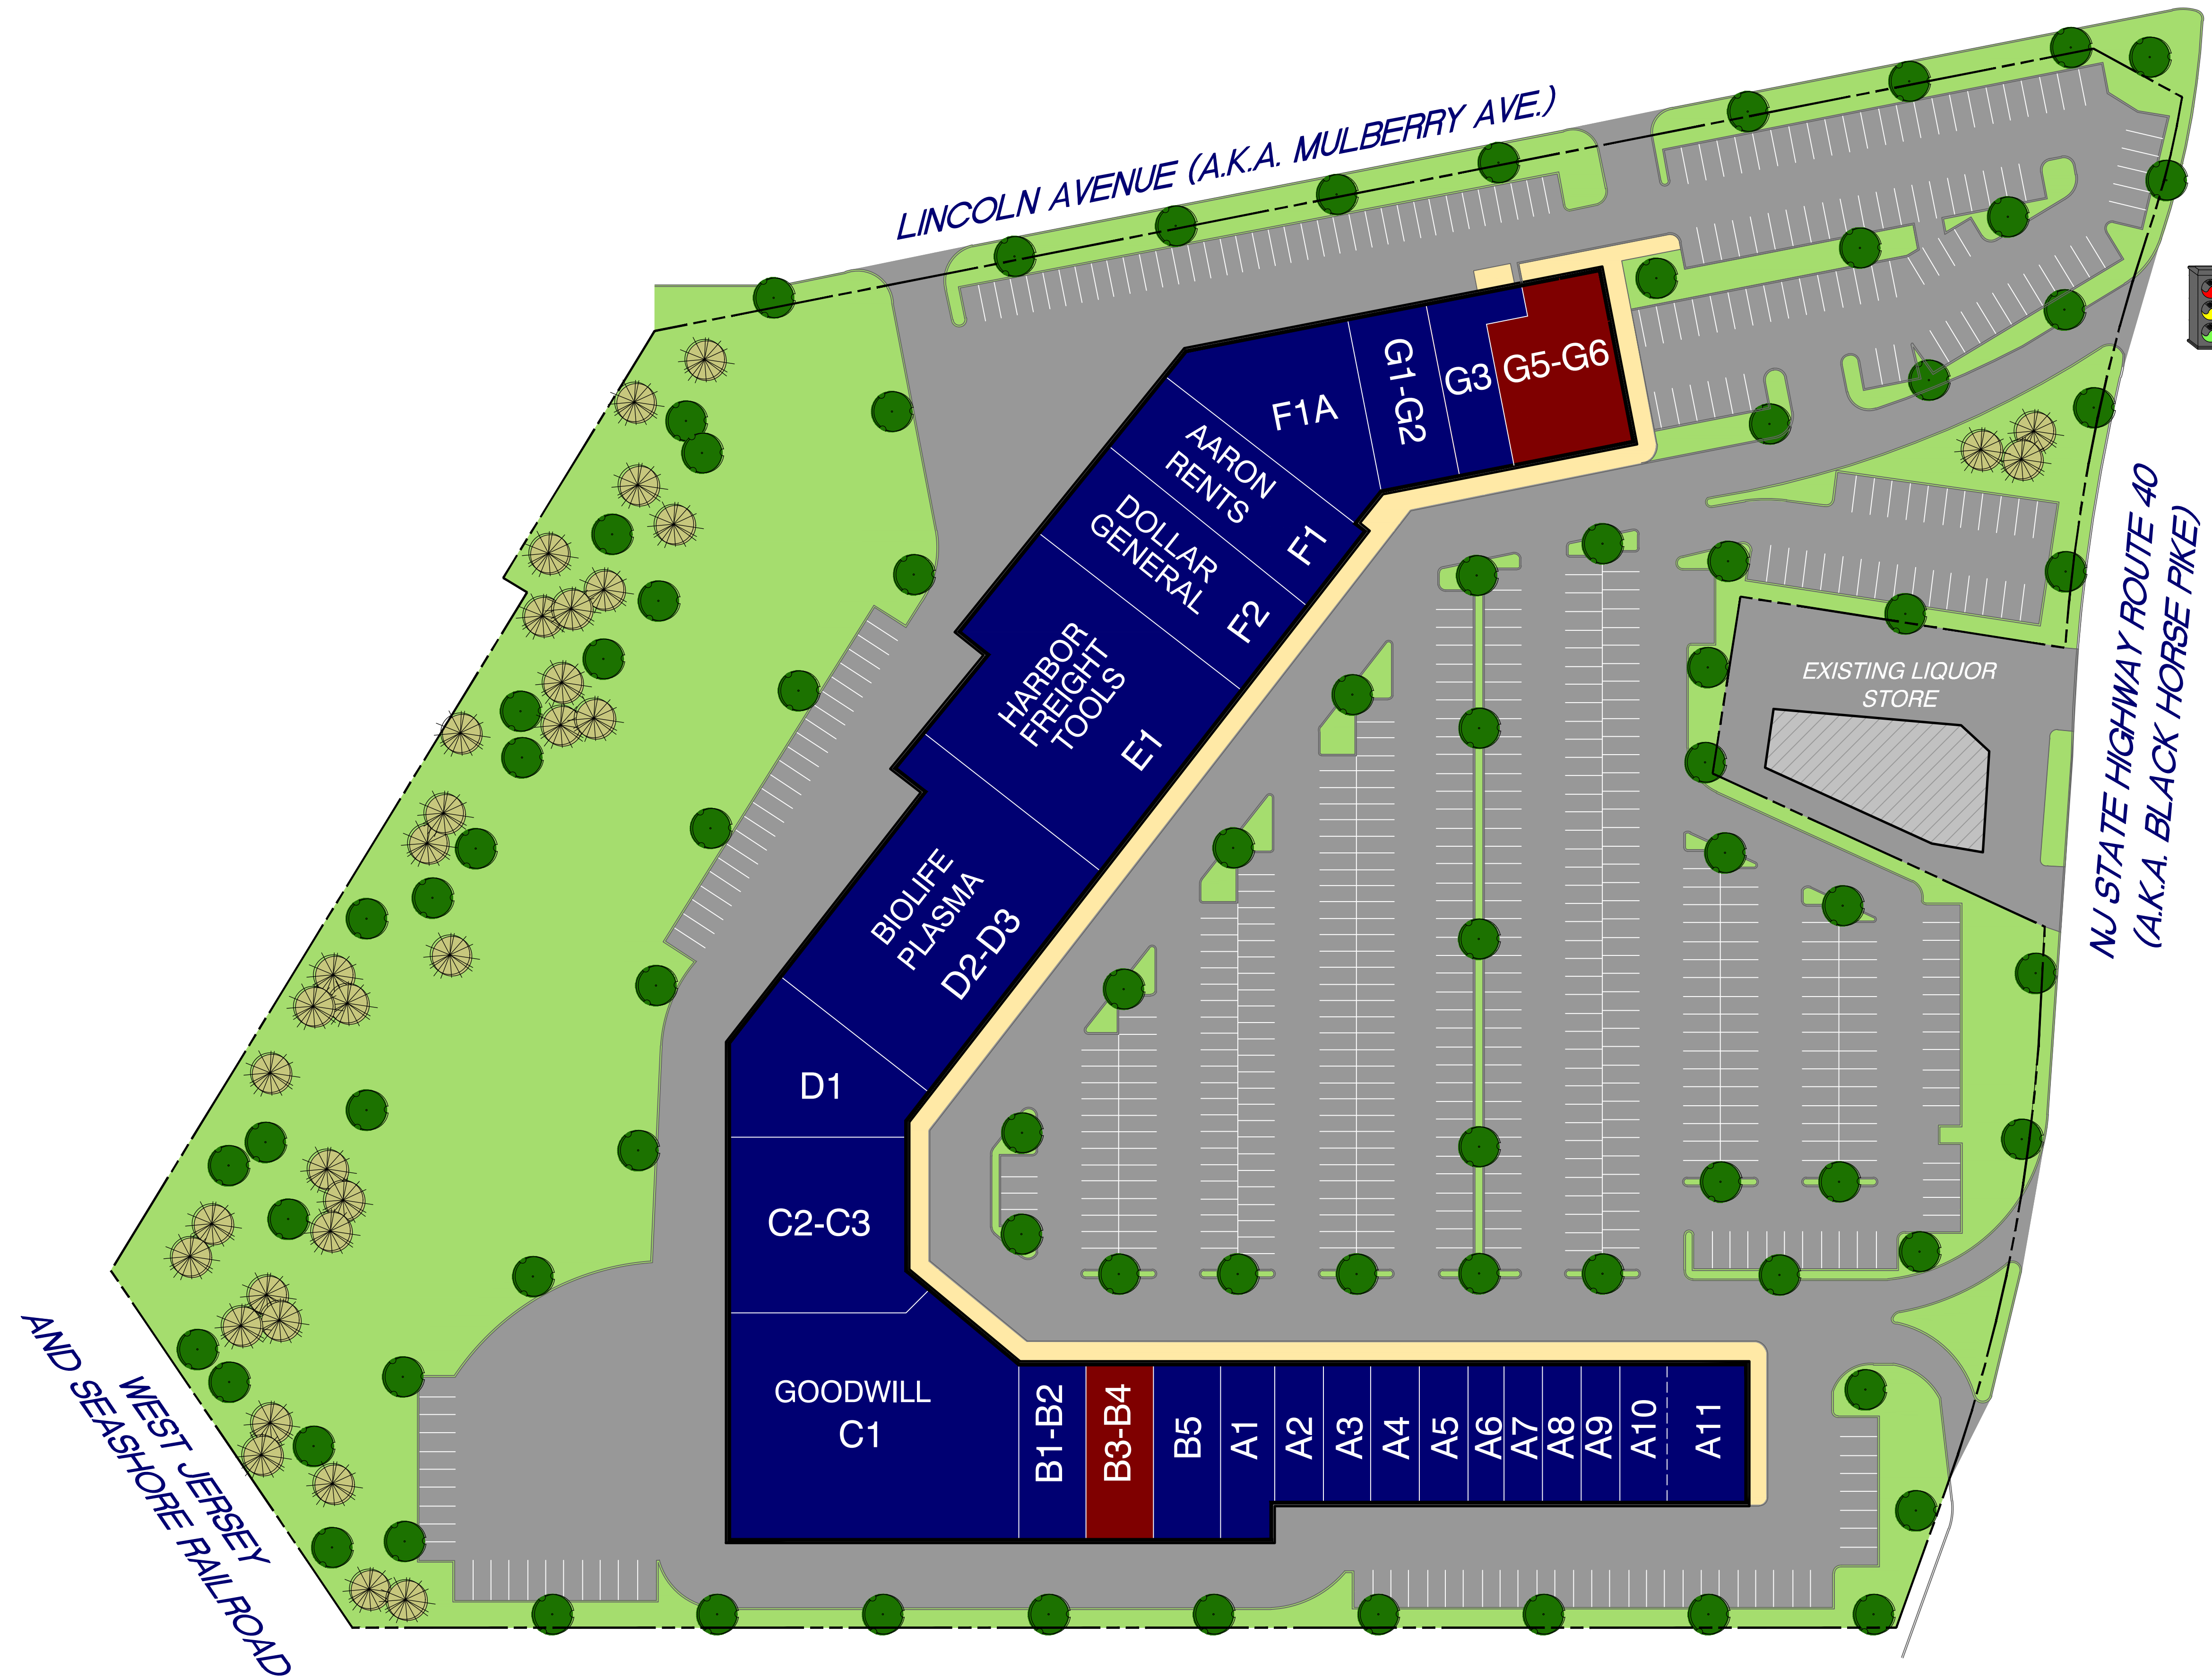 LINCOLN AVENUE (A.K.A. MULBERRY AVE.)
G5-G6
G3
G1-G2
F1A
AARON
RENTS
F1
DOLLAR
GENERAL
F2
HARBOR
FREIGHT
TOOLS
E1
EXISTING LIQUOR
STORE
NJ STATE HIGHWAY ROUTE 40
(A.K.A. BLACK HORSE PIKE)
BIOLIFE
PLASMA
D2-D3
D1
C2-C3
GOODWILL
C1
B1-B2
B3-B4
B5
A1
A2
A3
A4
A5
A6
A7
A8
A9
A10
A11
WEST JERSEY
AND SEASHORE RAILROAD